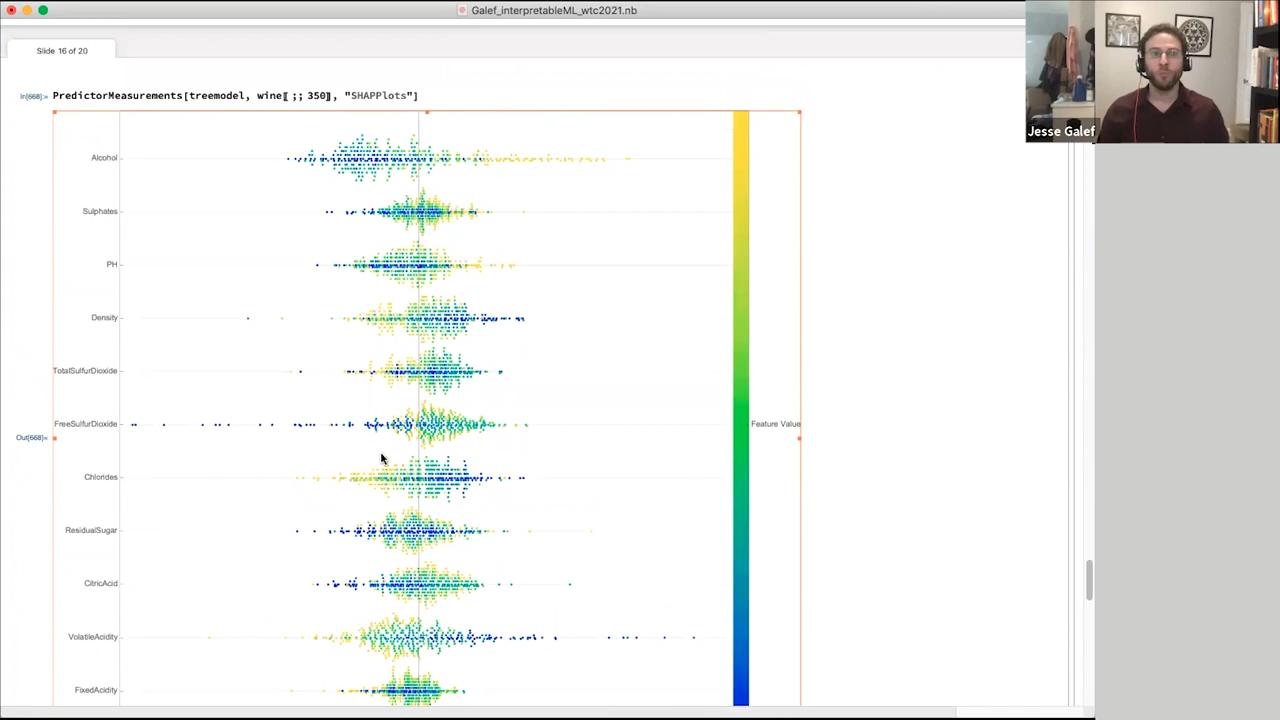 Galef_interpretableML_wtc2021.nb
Slide 16 of 20
Jesse Galef
In[668]:= PredictorMeasurements[treemodel, wine〚 ;; 350〛, "SHAPPlots"]
Alcohol
Sulphates
PH
Density
TotalSulfurDioxide
FreeSulfurDioxide
Feature Value
Out[668]=
Chlorides
ResidualSugar
CitricAcid
VolatileAcidity
FixedAcidity